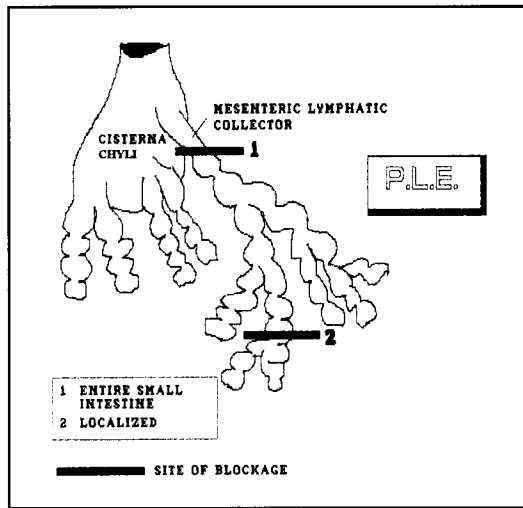 MESENTERIC LYMPHATIC
COLLECTOR
CISTERNA
CHYLI
1
P.L.E.
2
1 ENTIRE SMALL
INTESTINE
2 LOCALIZED
SITE OF BLOCKAGE